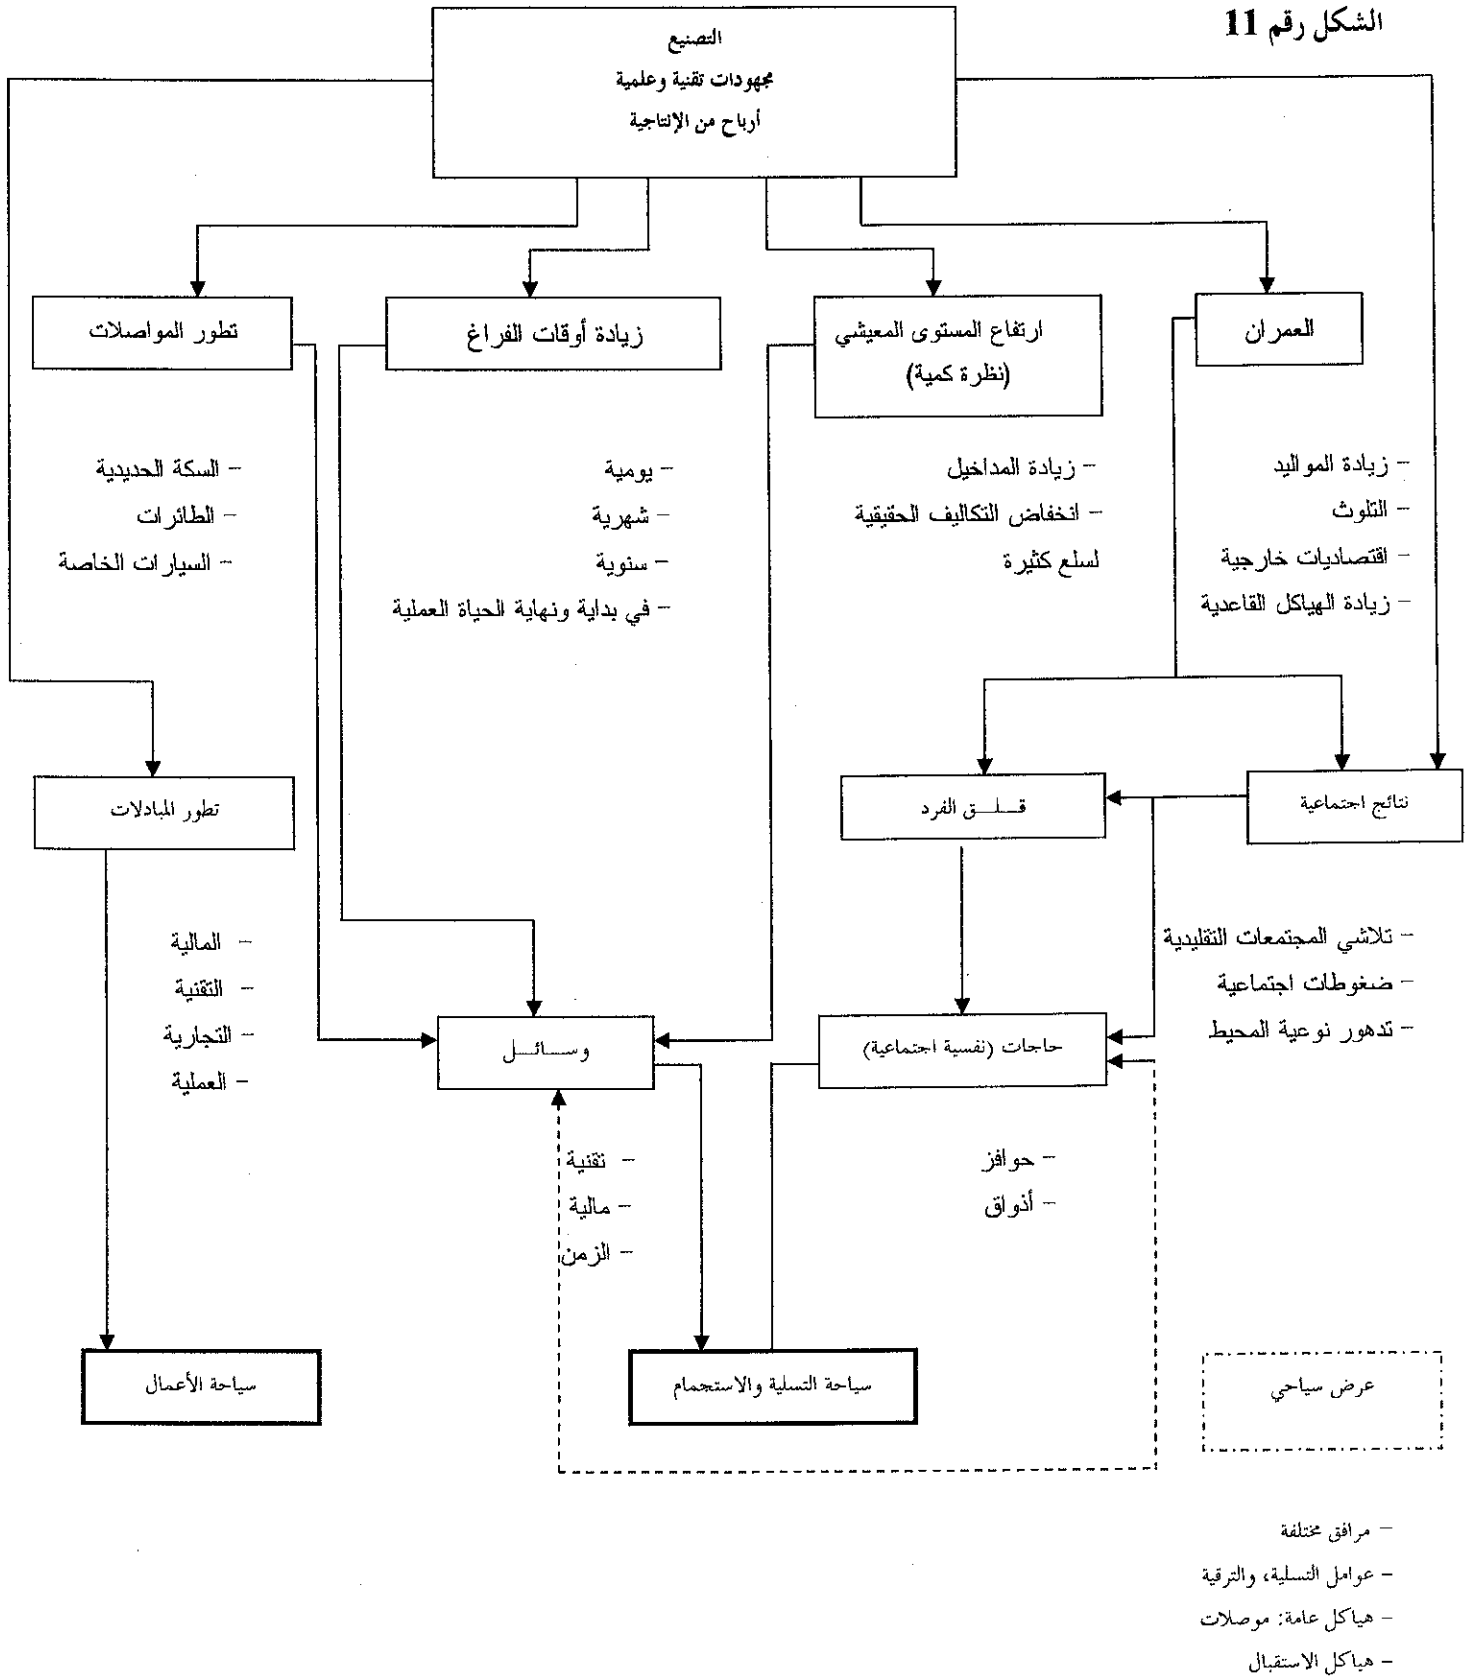 الشكل رقم 11
التصنيع
مجهودات تقنية وعلمية
أرباح من الإنتاجية
العمران
ارتفاع المستوى المعيشي
(نظرة كمية)
زيادة أوقات الفراغ
تطور المواصلات
– زيادة المواليد
– التلوث
– اقتصاديات خارجية
– زيادة الهياكل القاعدية
– زيادة المداخيل
– انخفاض التكاليف الحقيقية
لسلع كثيرة
– يومية
– شهرية
– سنوية
– في بداية ونهاية الحياة العملية
– السكة الحديدية
– الطائرات
– السيارات الخاصة
نتائج اجتماعية
قـــلـــق الفرد
تطور المبادلات
– تلاشي المجتمعات التقليدية
– ضغوطات اجتماعية
– تدهور نوعية المحيط
– المالية
– التقنية
– التجارية
– العملية
حاجات (نفسية اجتماعية)
وســـائـــل
– حوافز
– أذواق
– تقنية
– مالية
– الزمن
عرض سياحي
سياحة التسلية والاستجمام
سياحة الأعمال
– مرافق مختلفة
– عوامل التسلية، والترقية
– هياكل عامة: موصلات
– هياكل الاستقبال